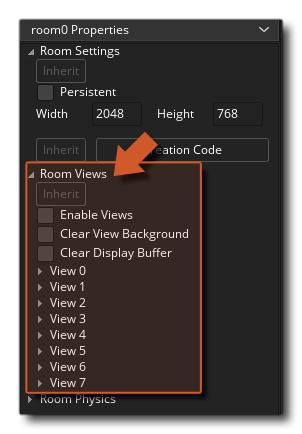 room0 Properties
Room Settings
Inherit
Persistent
Width 2048 Height 768
Inherit eation Code
Room Views
Inherit
Enable Views
Clear View Background
Clear Display Buffer
View 0
View 1
View 2
View 3
View 4
View 5
View 6
View 7
Room Physics